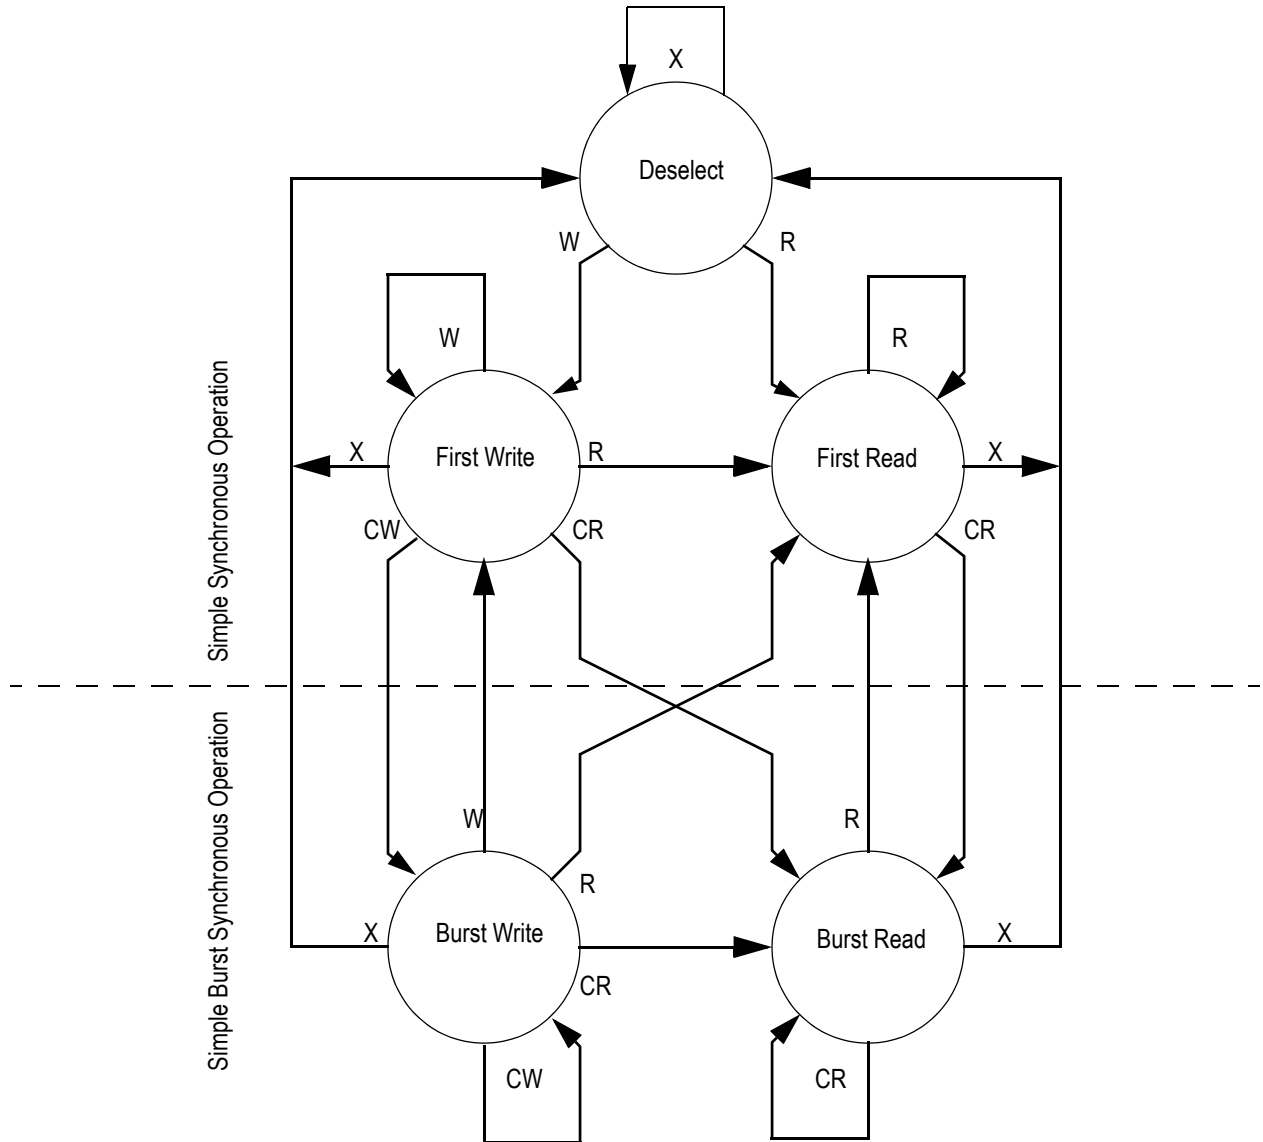 X
Deselect
W
R
W
R
Simple Synchronous Operation
X
First Write
R
First Read
X
CW
CR
CR
Simple Burst Synchronous Operation
W
R
R
X
Burst Write
Burst Read
X
CR
CW
CR